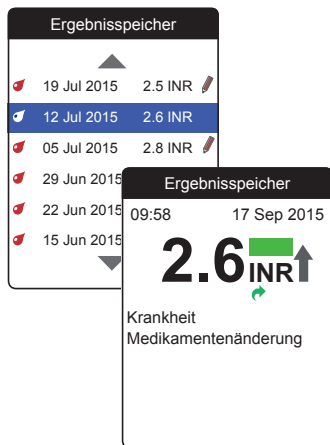 Ergebnisspeicher
19 Jul 2015 2.5 INR
12 Jul 2015 2.6 INR
05 Jul 2015 2.8 INR
29 Jun 2015
22 Jun 2015
15 Jun 2015
Ergebnisspeicher
09:58 17 Sep 2015
2.6 INR
Krankheit
Medikamentenänderung